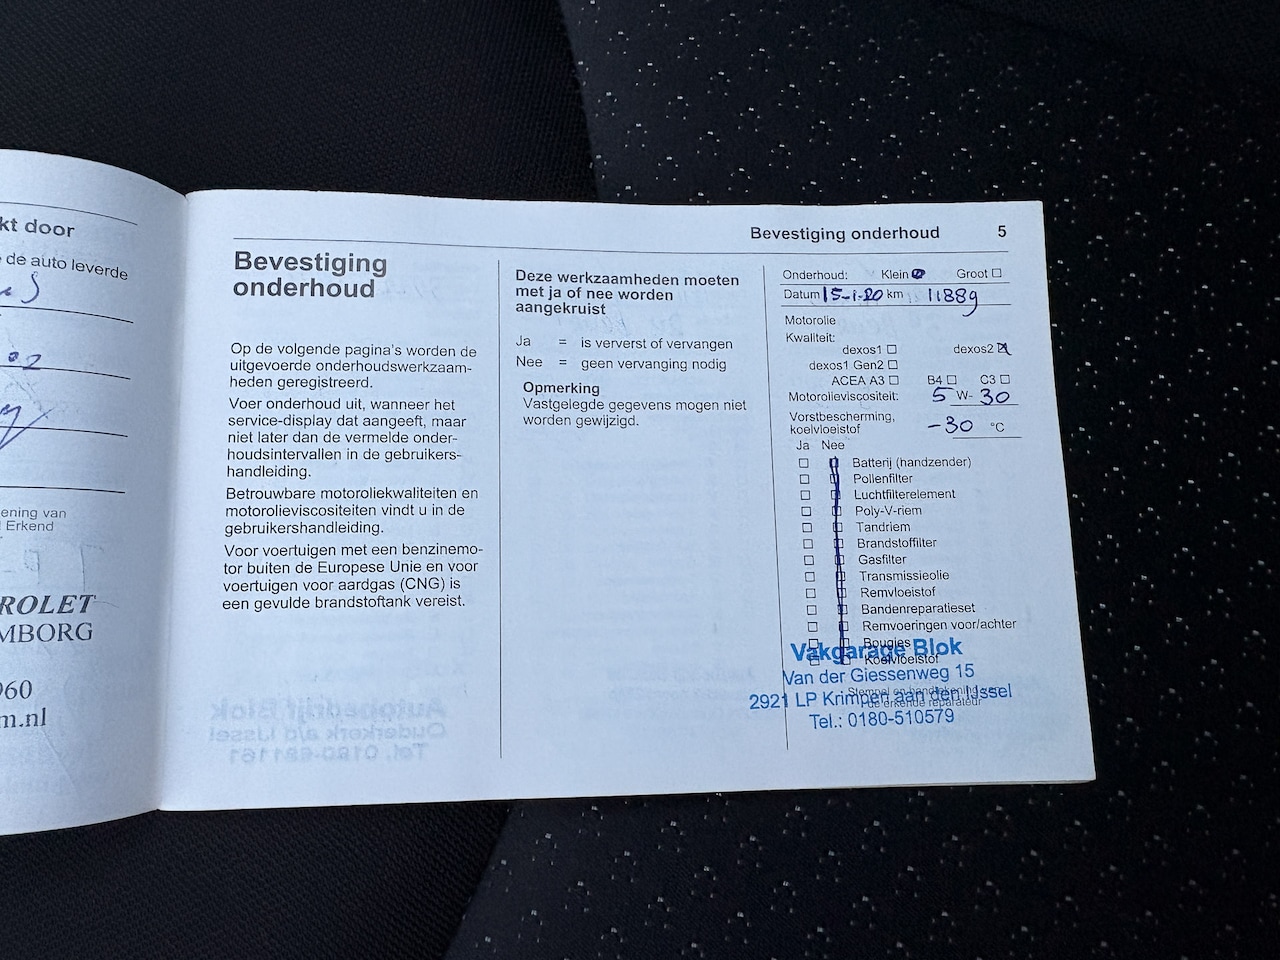 kt door
de auto leverde
ening van
Erkend
ROLET
MBORG
960
m.nl
Bevestiging onderhoud 5
Bevestiging
onderhoud
Op de volgende pagina's worden de
uitgevoerde onderhoudswerkzaam-
heden geregistreerd.
Voer onderhoud uit, wanneer het
service-display dat aangeeft, maar
niet later dan de vermelde onder-
houdsintervallen in de gebruikers-
handleiding.
Betrouwbare motoroliekwaliteiten en
motorolieviscositeiten vindt u in de
gebruikershandleiding.
Voor voertuigen met een benzinemo-
tor buiten de Europese Unie en voor
voertuigen voor aardgas (CNG) is
een gevulde brandstoftank vereist.
Deze werkzaamheden moeten
met ja of nee worden
aangekruist
Ja = is ververst of vervangen
Nee = geen vervanging nodig
Opmerking
Vastgelegde gegevens mogen niet
worden gewijzigd.
Onderhoud: Klein Groot
Datum 15-1-20 km 11889
Motorolie
Kwaliteit:
dexos1 dexos2
dexos1 Gen2
ACEA A3 B4 C3
Motorolieviscositeit: 5 W- 30
Vorstbescherming,
koelvloeistof -30 °C
Ja Nee
Batterij (handzender)
Pollenfilter
Luchtfilterelement
Poly-V-riem
Tandriem
Brandstoffilter
Gasfilter
Transmissieolie
Remvloeistof
Bandenreparatieset
Remvoeringen voor/achter
Bougies
Koelvloeistof
Stempel en handtekening
de erkende reparateur
Vakgarage Blok
Van der Giessenweg 15
2921 LP Krimpen aan den IJssel
Tel.: 0180-510579